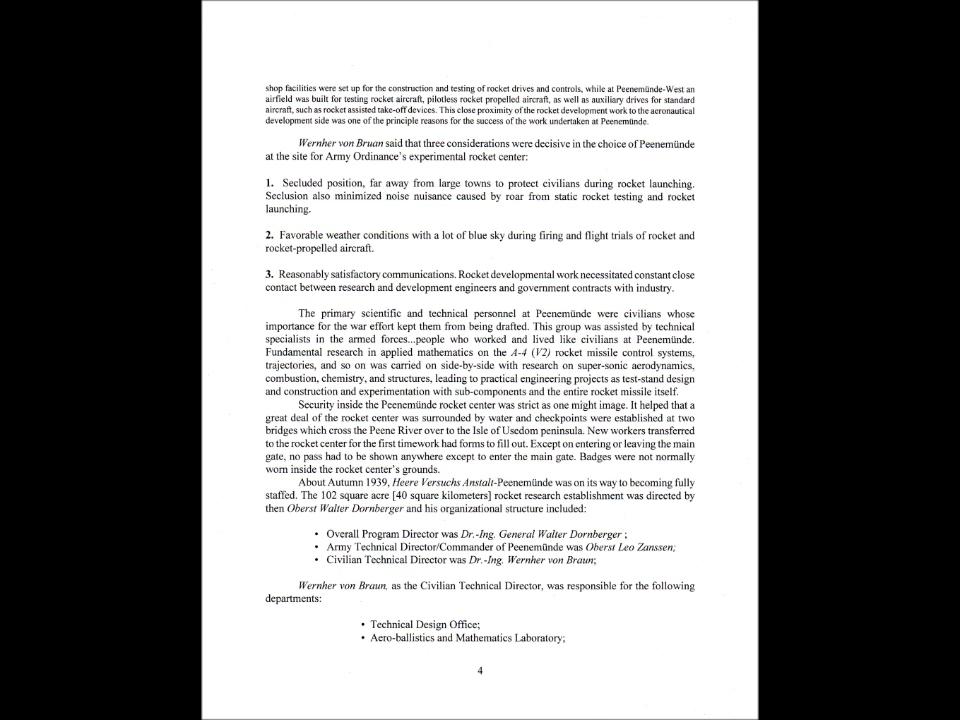 shop facilities were set up for the construction and testing of rocket drives and controls, while at Peenemünde-West an
airfield was built for testing rocket aircraft, pilotless rocket propelled aircraft, as well as auxiliary drives for standard
aircraft, such as rocket assisted take-off devices. This close proximity of the rocket development work to the aeronautical
development side was one of the principle reasons for the success of the work undertaken at Peenemünde.
Wernher von Bruan said that three considerations were decisive in the choice of Peenemünde
at the site for Army Ordinance's experimental rocket center:
1. Secluded position, far away from large towns to protect civilians during rocket launching.
Seclusion also minimized noise nuisance caused by roar from static rocket testing and rocket
launching.
2. Favorable weather conditions with a lot of blue sky during firing and flight trials of rocket and
rocket-propelled aircraft.
3. Reasonably satisfactory communications. Rocket developmental work necessitated constant close
contact between research and development engineers and government contracts with industry.
The primary scientific and technical personnel at Peenemünde were civilians whose
importance for the war effort kept them from being drafted. This group was assisted by technical
specialists in the armed forces...people who worked and lived like civilians at Peenemünde.
Fundamental research in applied mathematics on the A-4 (V2) rocket missile control systems,
trajectories, and so on was carried on side-by-side with research on super-sonic aerodynamics,
combustion, chemistry, and structures, leading to practical engineering projects as test-stand design
and construction and experimentation with sub-components and the entire rocket missile itself.
Security inside the Peenemünde rocket center was strict as one might image. It helped that a
great deal of the rocket center was surrounded by water and checkpoints were established at two
bridges which cross the Peene River over to the Isle of Usedom peninsula. New workers transferred
to the rocket center for the first timework had forms to fill out. Except on entering or leaving the main
gate, no pass had to be shown anywhere except to enter the main gate. Badges were not normally
worn inside the rocket center's grounds.
About Autumn 1939, Heere Versuchs Anstalt-Peenemünde was on its way to becoming fully
staffed. The 102 square acre [40 square kilometers] rocket research establishment was directed by
then Oberst Walter Dornberger and his organizational structure included:
• Overall Program Director was Dr.-Ing. General Walter Dornberger ;
• Army Technical Director/Commander of Peenemünde was Oberst Leo Zanssen;
• Civilian Technical Director was Dr.-Ing. Wernher von Braun;
Wernher von Braun, as the Civilian Technical Director, was responsible for the following
departments:
• Technical Design Office;
• Aero-ballistics and Mathematics Laboratory;
4